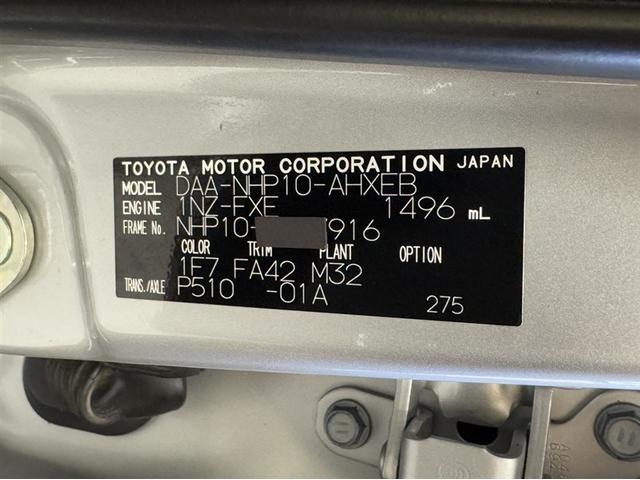 TOYOTA MOTOR CORPORATION JAPAN
MODEL DAA-NHP10-AHXEB
ENGINE 1NZ-FXE 1496 mL
FRAME No. NHP10- 916
COLOR TRIM PLANT OPTION
1F7 FA42 M32
TRANS./AXLE P510 -01A
275